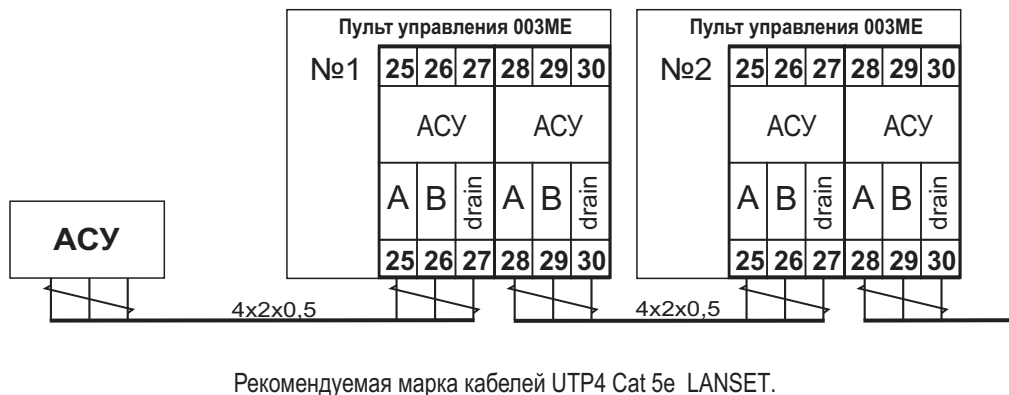 Пульт управления 003МЕ
Пульт управления 003МЕ
№1 25 26 27 28 29 30
№2 25 26 27 28 29 30
АСУ АСУ
АСУ АСУ
A B drain A B drain
A B drain A B drain
АСУ
25 26 27 28 29 30
25 26 27 28 29 30
4x2x0,5
4x2x0,5
Рекомендуемая марка кабелей UTP4 Cat 5e LANSET.